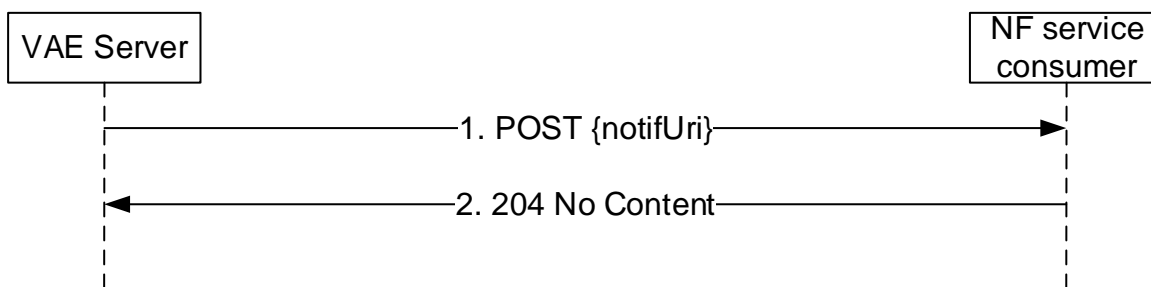 VAE Server
NF service
consumer
1. POST {notifUri}
2. 204 No Content